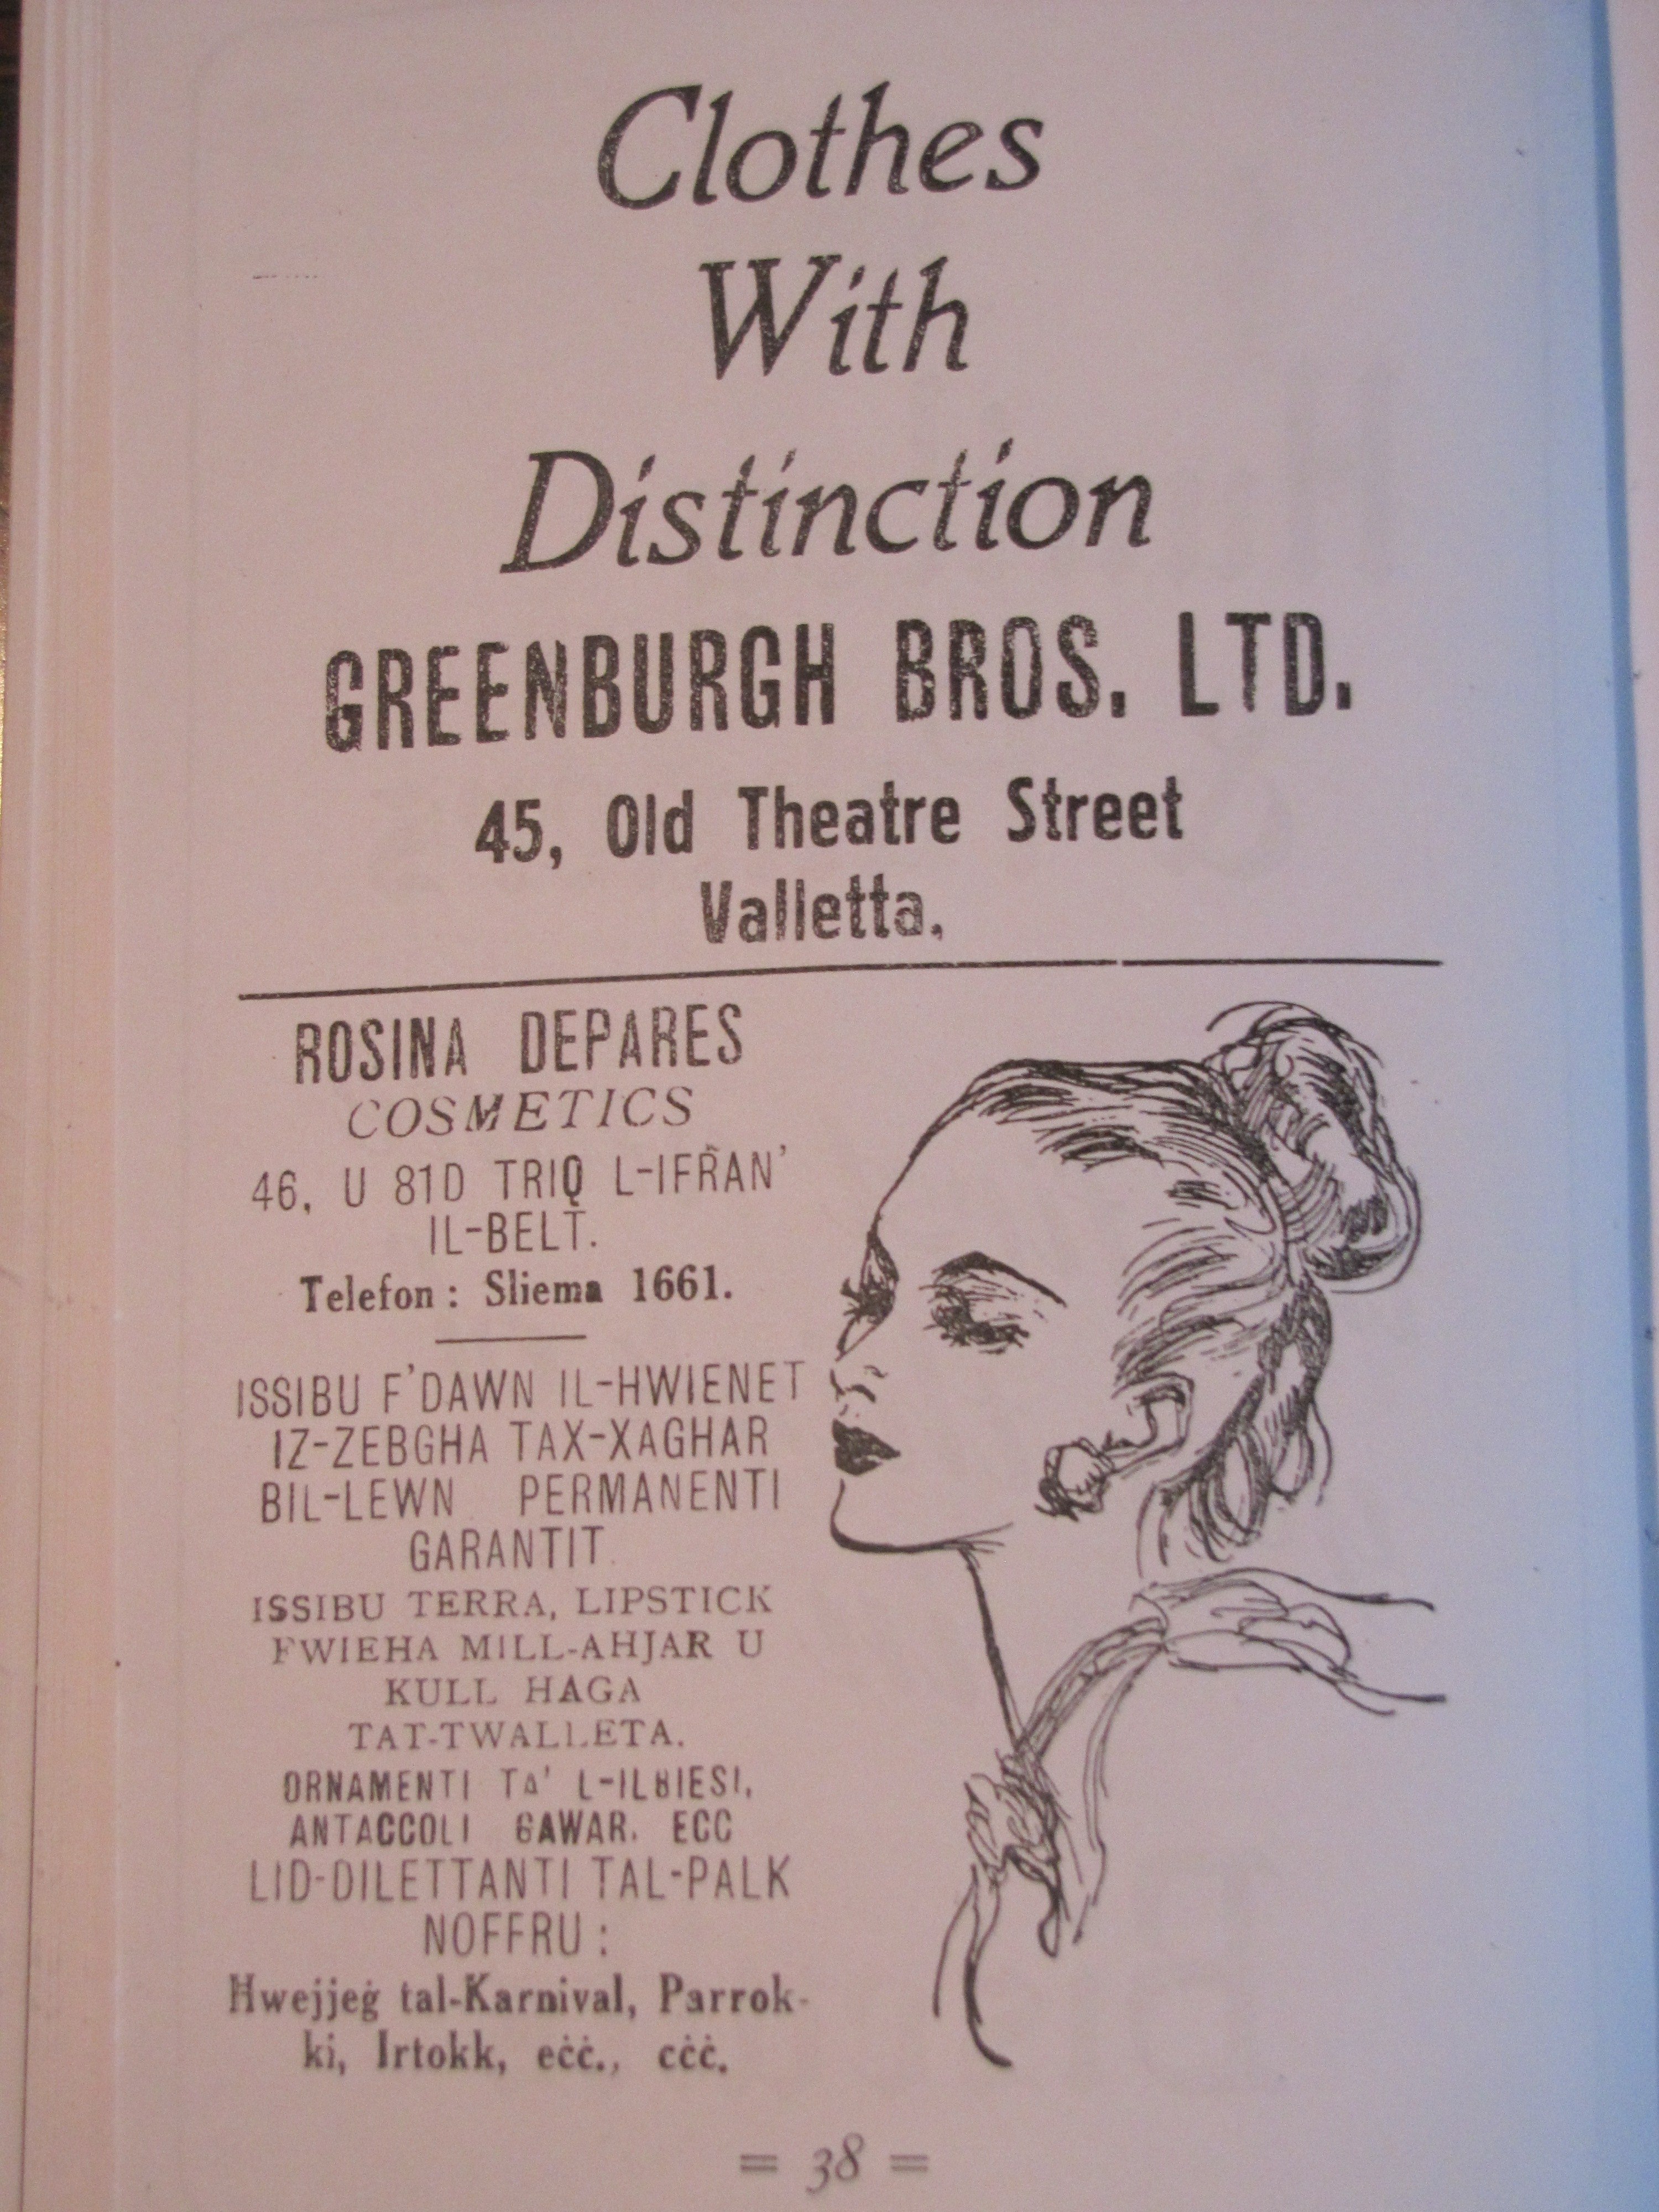 Clothes
With
Distinction
GREENBURGH BROS. LTD.
45, Old Theatre Street
Valletta.
ROSINA DEPARES
COSMETICS
46, U 81D TRIQ L-IFRAN'
IL-BELT.
Telefon : Sliema 1661.
ISSIBU F'DAWN IL-HWIENET
IZ-ZEBGHA TAX-XAGHAR
BIL-LEWN PERMANENTI
GARANTIT.
ISSIBU TERRA, LIPSTICK
FWIEHA MILL-AHJAR U
KULL HAGA
TAT-TWALLETA.
ORNAMENTI TA' L-ILBIESI,
ANTACCOLI GAWAR. ECC
LID-DILETTANTI TAL-PALK
NOFFRU :
Hwejjeġ tal-Karnival, Parrok-
ki, Irtokk, eċċ., eċċ.
= 38 =